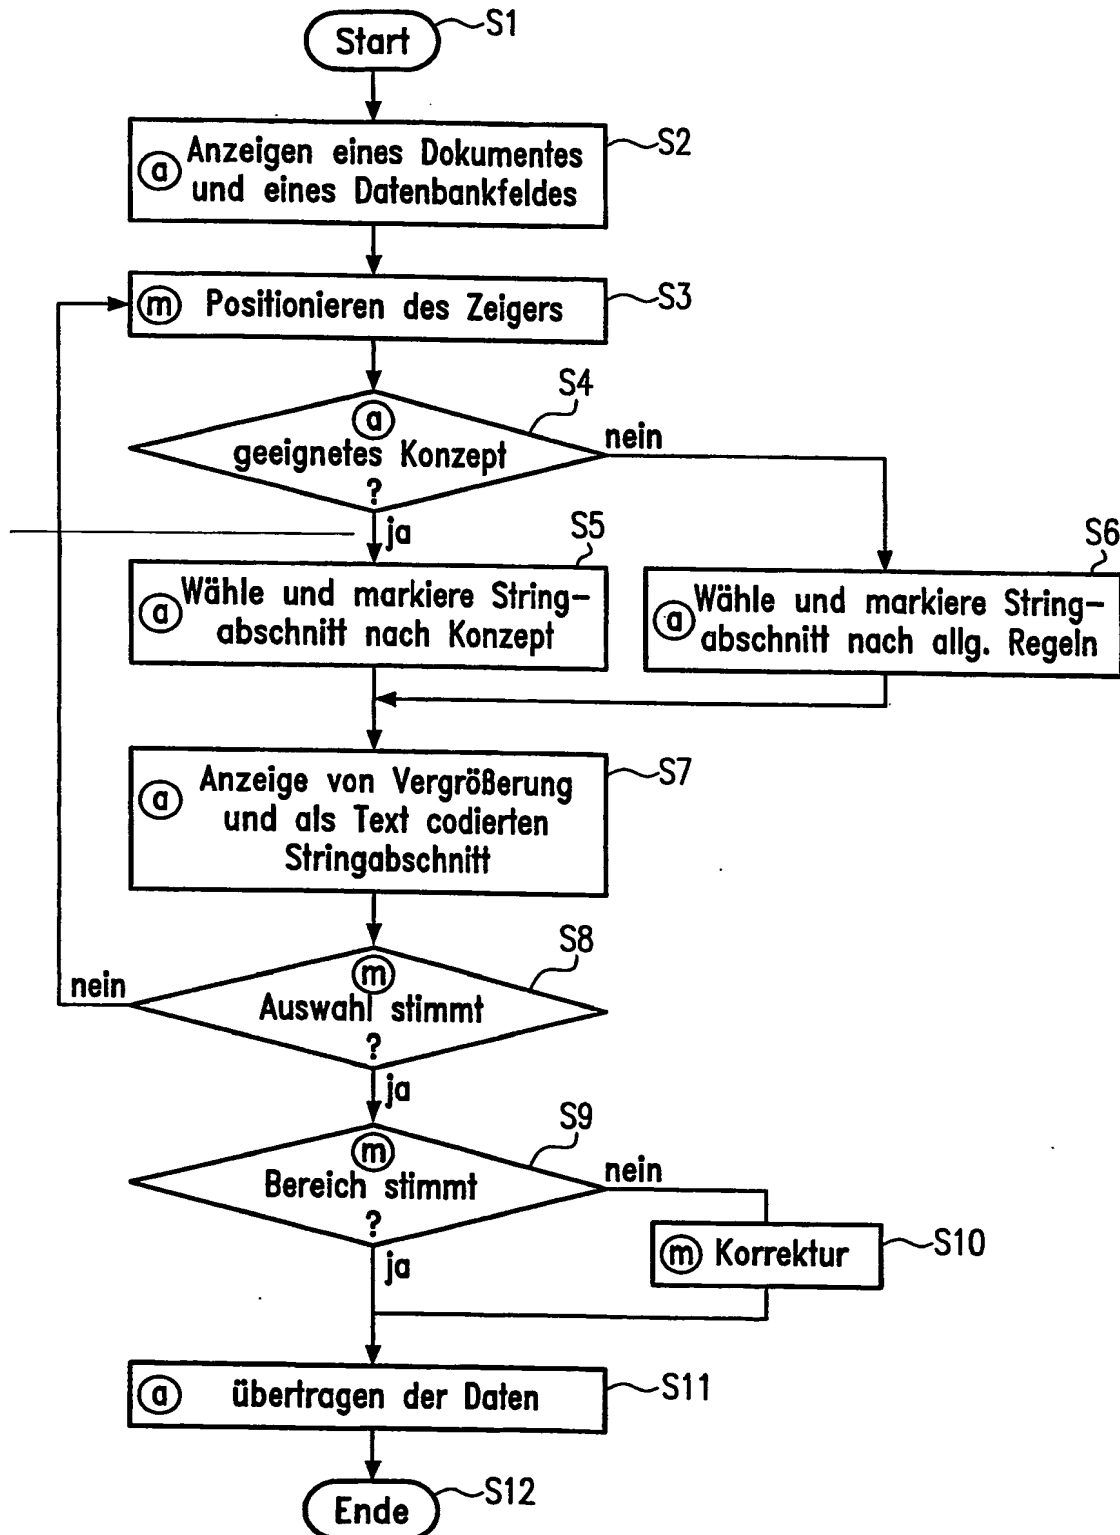 Start
S1
Anzeigen eines Dokumentes
S2
a
und eines Datenbankfeldes
m Positionieren des Zeigers
S3
S4
a
geeignetes Konzept
?
nein
ja
S5
S6
Wähle und markiere String-
a
abschnitt nach Konzept
Wähle und markiere String-
a
abschnitt nach allg. Regeln
Anzeige von Vergrößerung
S7
a
und als Text codierten
Stringabschnitt
S8
m
Auswahl stimmt
?
nein
ja
S9
m
Bereich stimmt
?
nein
ja
m Korrektur
S10
a übertragen der Daten
S11
Ende
S12